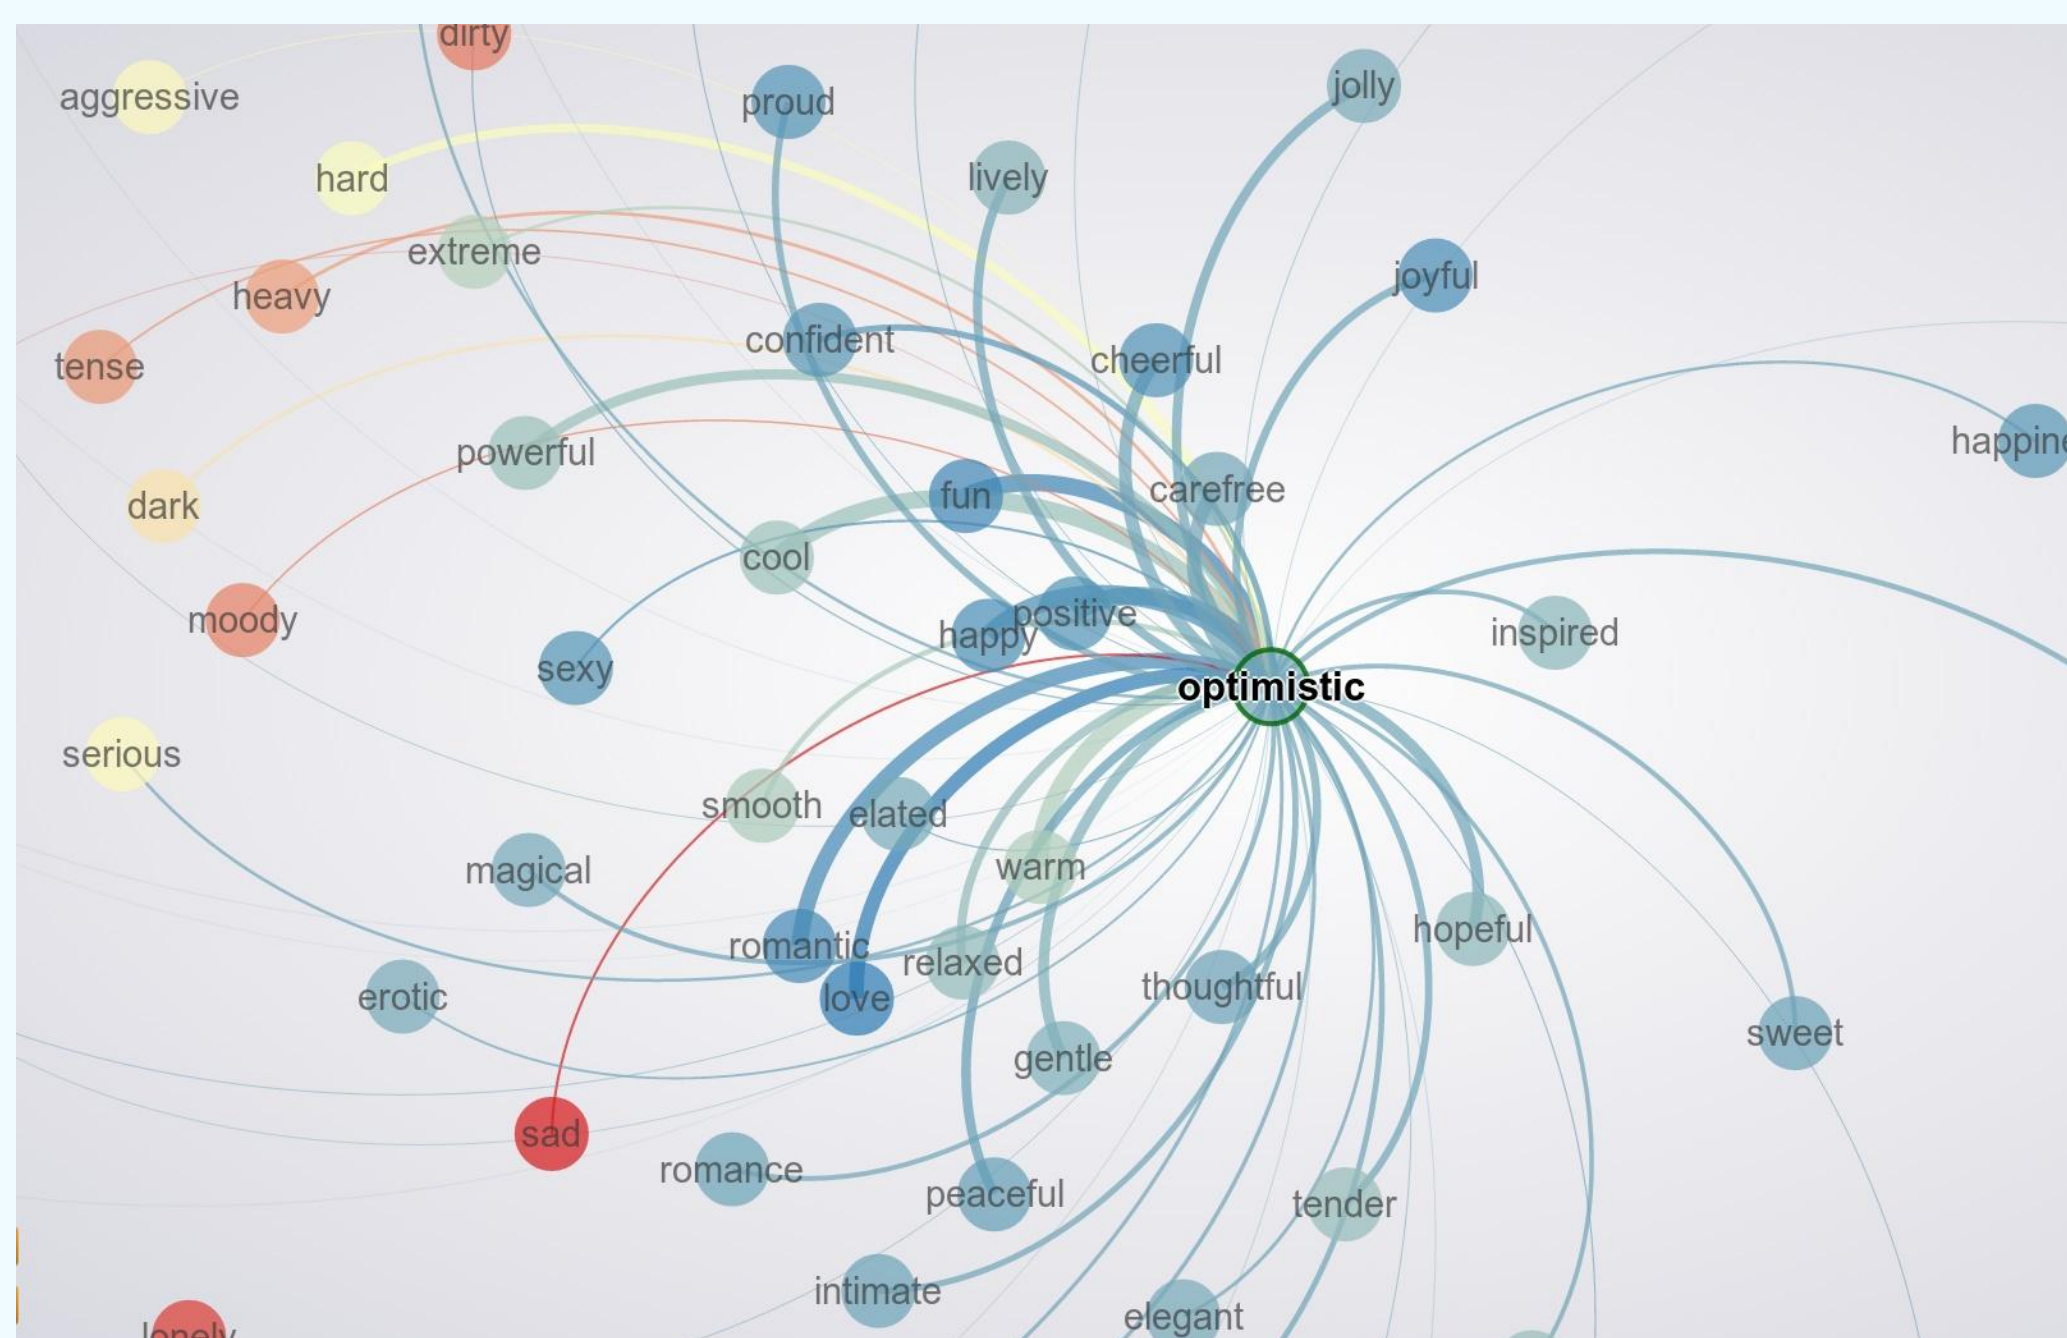 dirty
aggressive
proud
jolly
hard
lively
extreme
heavy
joyful
tense
confident
cheerful
happine
powerful
dark
fun
carefree
cool
positive
happy
moody
inspired
sexy
optimistic
serious
smooth
elated
magical
warm
romantic
relaxed
hopeful
erotic
love
thoughtful
sweet
gentle
sad
romance
peaceful
tender
intimate
elegant
lonely